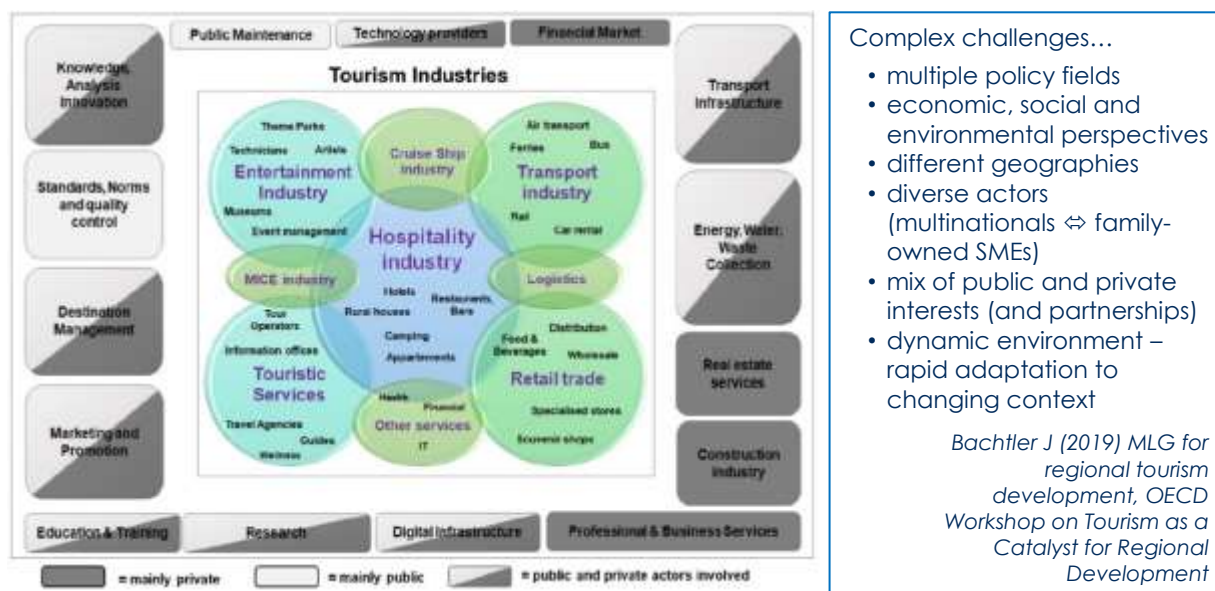 Public Maintenance
Technology providers
Financial Market
Knowledge,
Analysis
Innovation
Standards, Norms
and quality
control
Destination
Management
Marketing and
Promotion
Tourism Industries
Theme Parks
Technicians
Artists
Entertainment
Industry
Museums
Event management
Cruise Ship
industry
Air transport
Ferries
Bus
Transport
industry
Rail
Car rental
Hospitality
industry
Hotels
Restaurants
Bars
Rural houses
Camping
Appartements
MICE industry
Logistics
Tour
Operators
Information offices
Touristic
Services
Travel Agencies
Guides
Wellness
Health
Financial
Other services
IT
Distribution
Food &
Beverages
Wholesale
Retail trade
Specialised stores
Souvenir shops
Transport
Infrastructure
Energy, Water,
Waste
Collection
Real estate
services
Construction
industry
Education & Training
Research
Digital Infrastructure
Professional & Business Services
= mainly private
= mainly public
= public and private actors involved
Complex challenges…
• multiple policy fields
• economic, social and
environmental perspectives
• different geographies
• diverse actors
(multinationals ⇔ family-
owned SMEs)
• mix of public and private
interests (and partnerships)
• dynamic environment –
rapid adaptation to
changing context
Bachtler J (2019) MLG for
regional tourism
development, OECD
Workshop on Tourism as a
Catalyst for Regional
Development